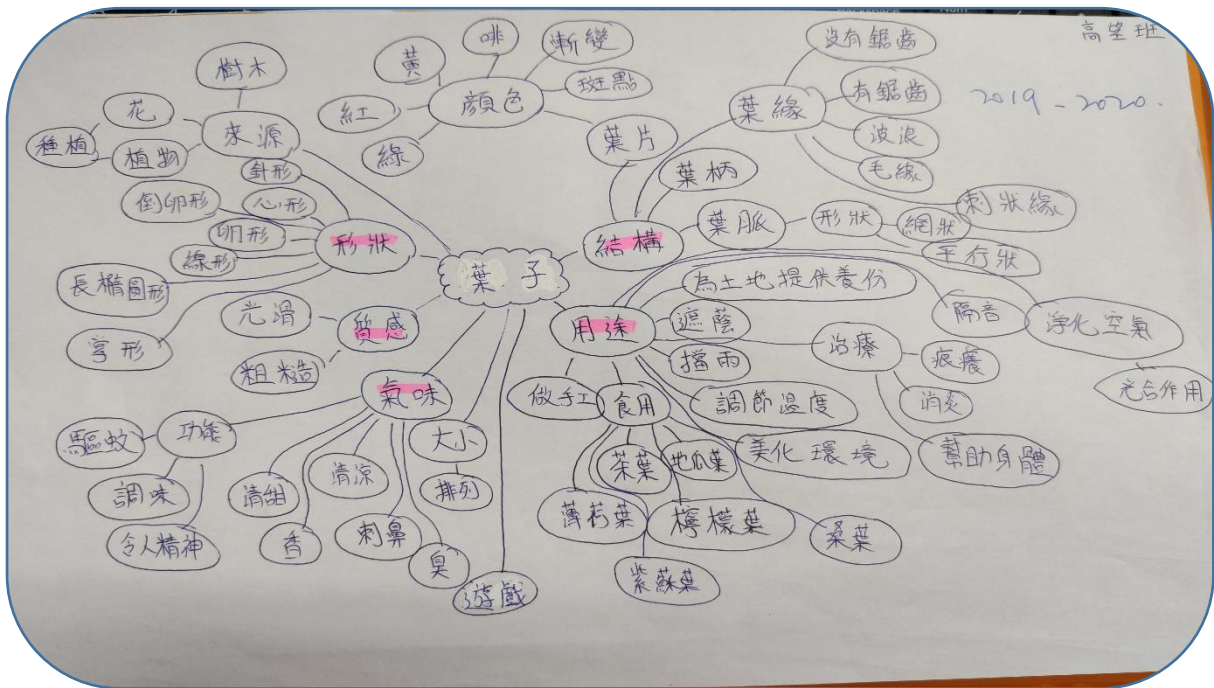 高望班
2019-2020.
葉子
來源
樹木
花
植物
種植
顏色
綠
紅
黃
啡
漸變
斑點
結構
葉片
葉柄
葉緣
沒有鋸齒
有鋸齒
波浪
毛緣
刺狀緣
葉脈
形狀
網狀
平行狀
形狀
針形
心形
倒卵形
卵形
線形
長橢圓形
質感
光滑
粗糙
氣味
功能
驅蚊
調味
令人精神
清甜
香
清涼
刺鼻
臭
大小
排列
遊戲
用途
為土地提供養份
遮蔭
擋雨
隔音
淨化空氣
光合作用
治療
痕癢
消炎
幫助身體
調節溫度
美化環境
做手工
食用
茶葉
地瓜葉
薄荷葉
檸檬葉
紫蘇葉
桑葉